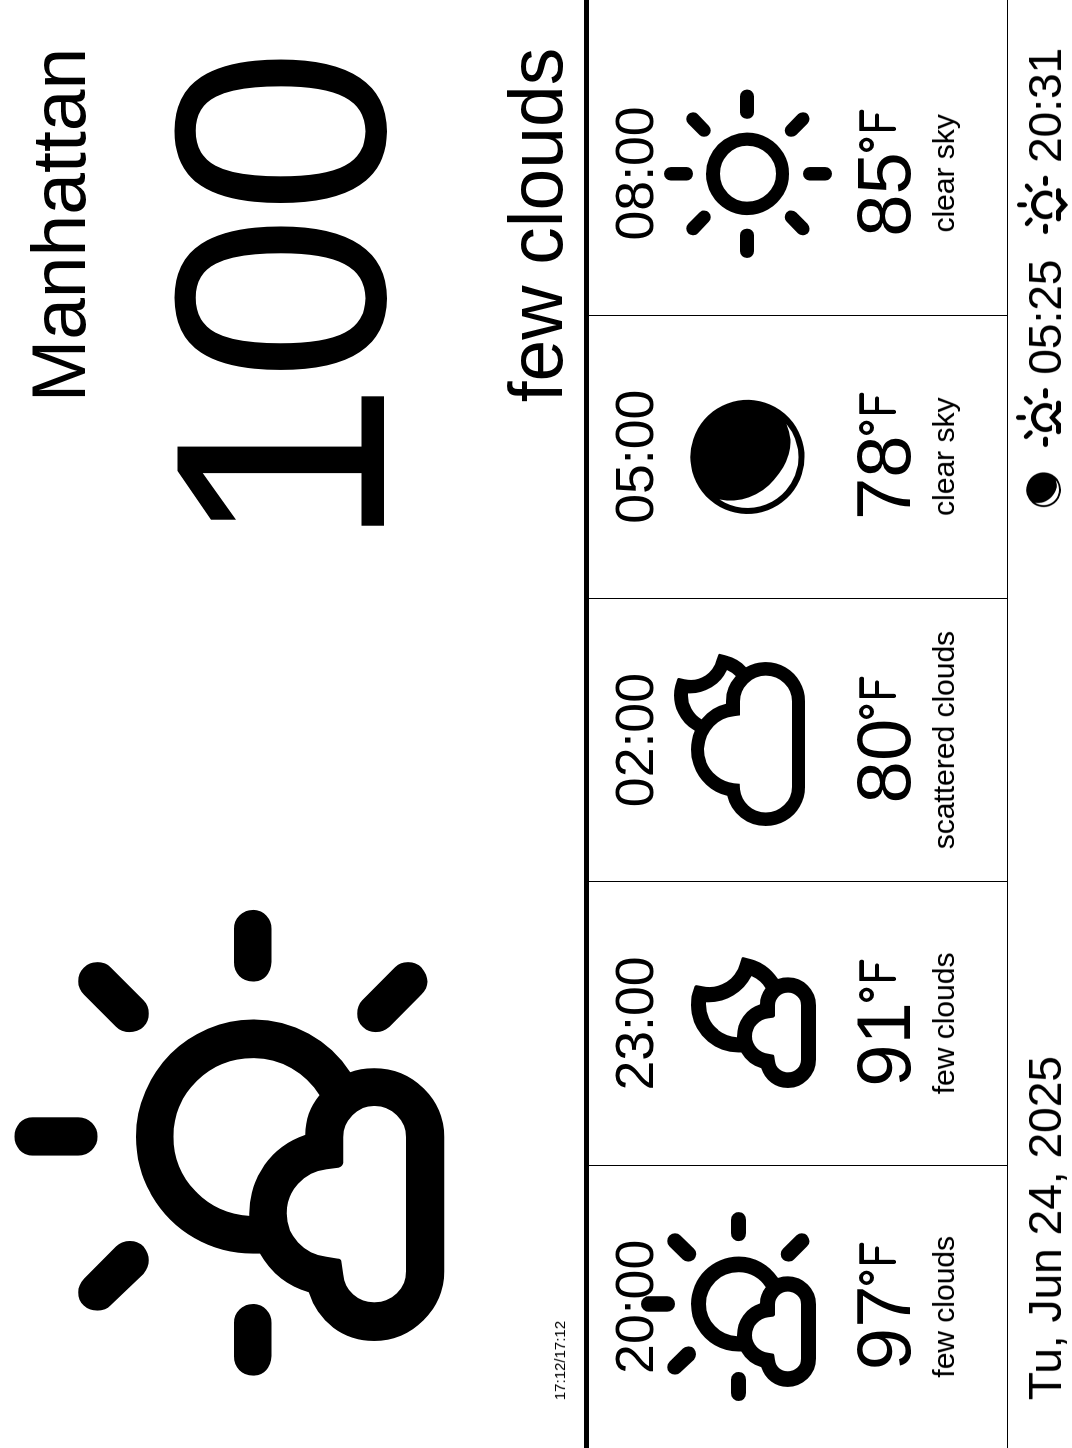 Manhattan
100
few clouds
17:12/17:12
20:00
97°F
few clouds
23:00
91°F
few clouds
02:00
80°F
scattered clouds
05:00
78°F
clear sky
08:00
85°F
clear sky
Tu, Jun 24, 2025
05:25
20:31